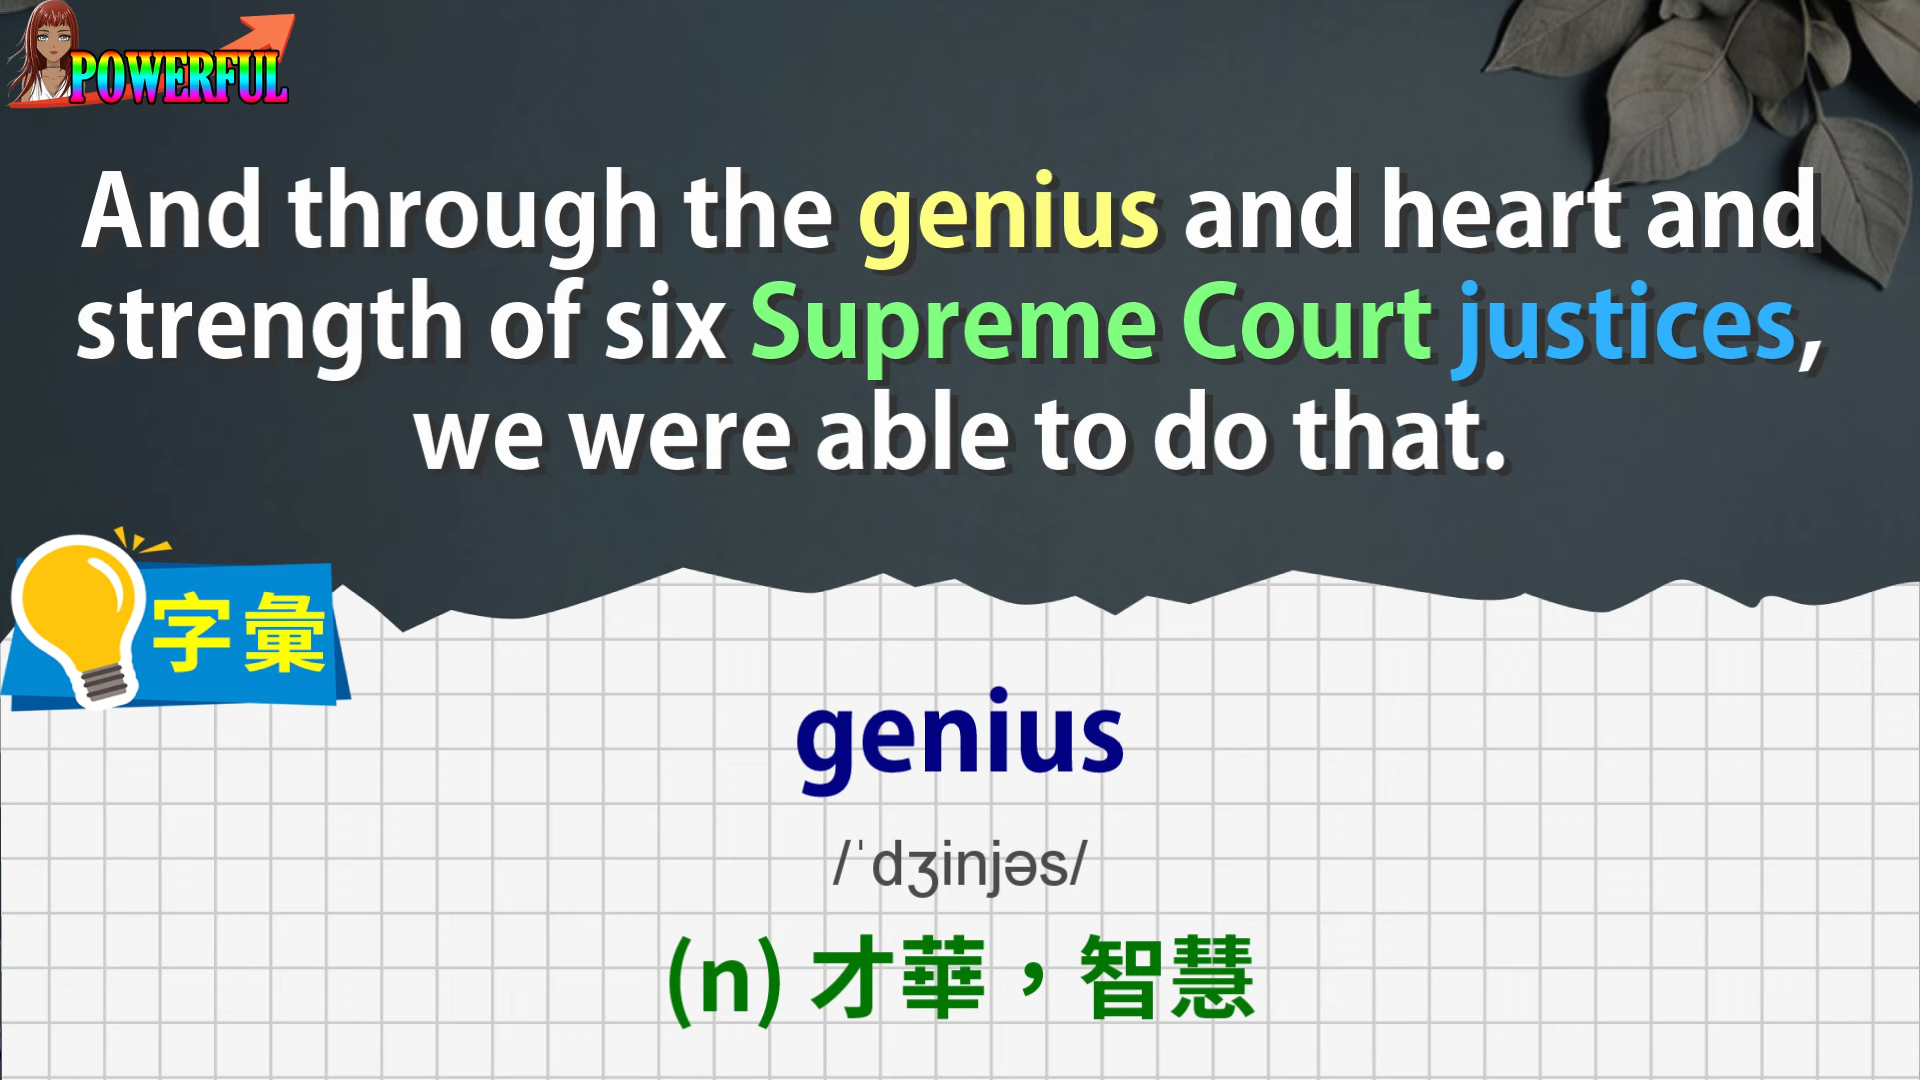 POWERFUL
And through the genius and heart and
strength of six Supreme Court justices,
we were able to do that.
字彙
genius
/ˈdʒinjəs/
(n) 才華，智慧